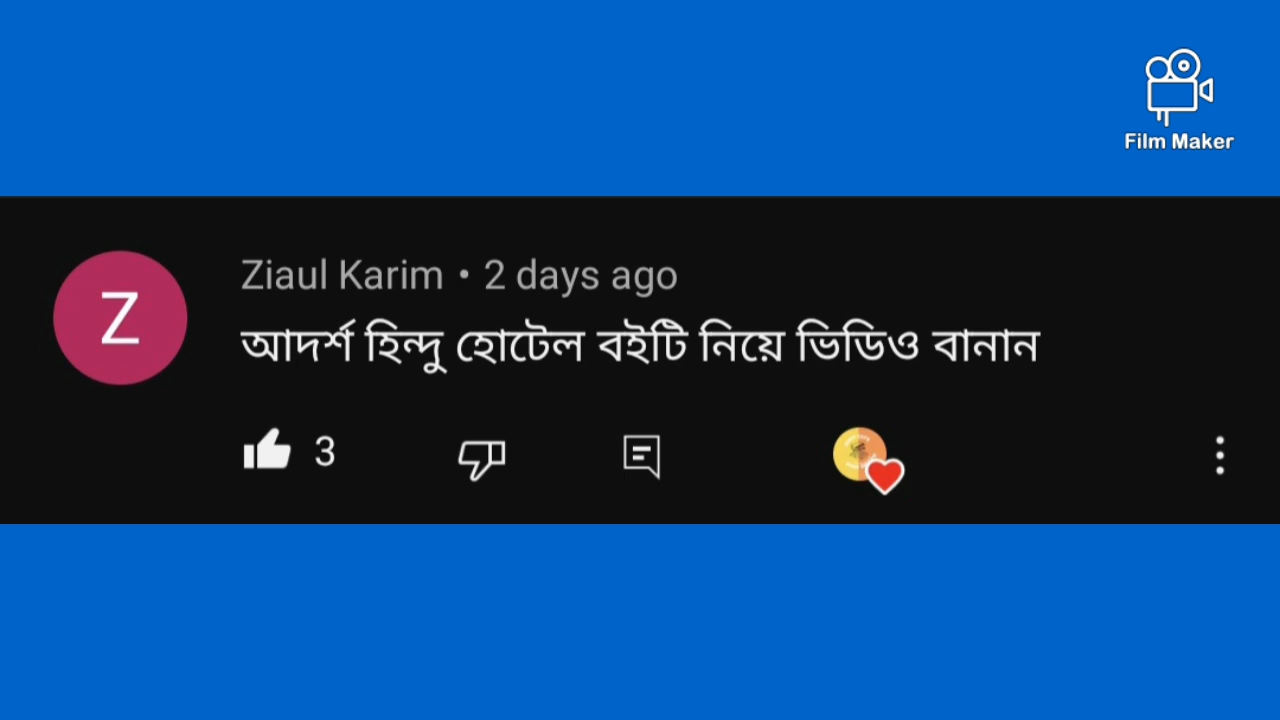 Film Maker
Z
Ziaul Karim • 2 days ago
আদর্শ হিন্দু হোটেল বইটি নিয়ে ভিডিও বানান
3